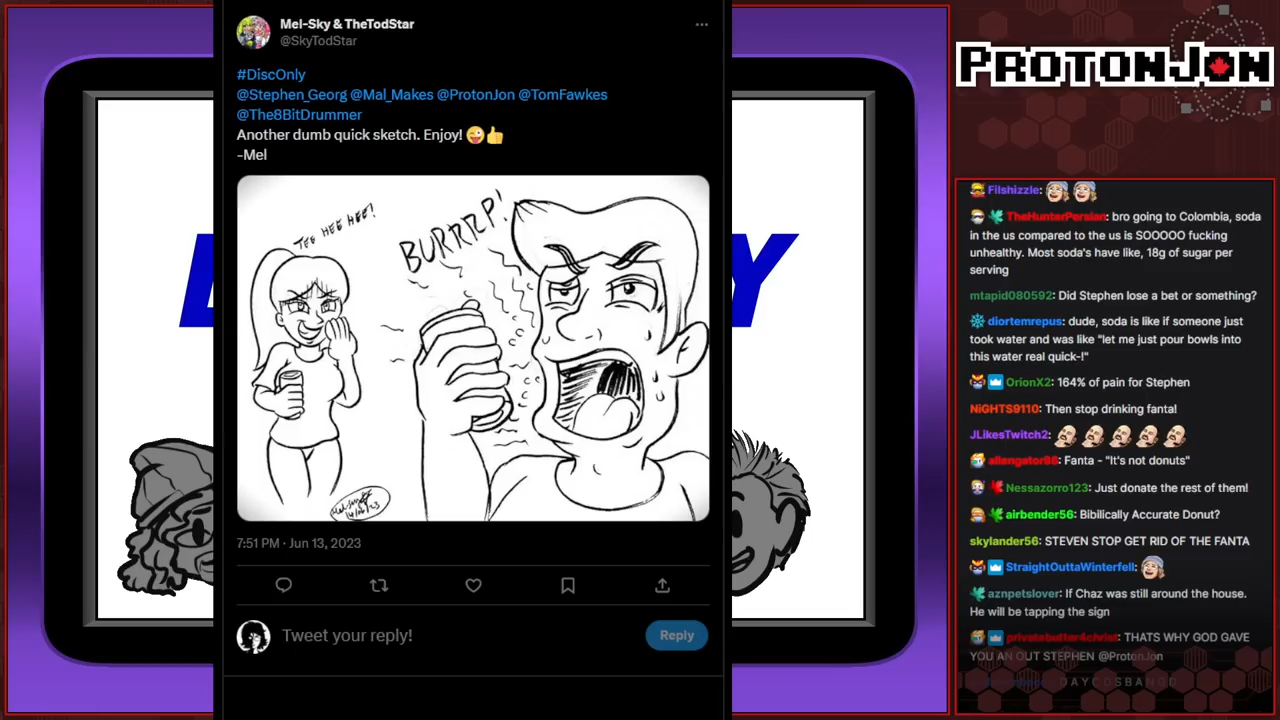 Mel-Sky & TheTodStar
@SkyTodStar
#DiscOnly
@Stephen_Georg @Mal_Makes @ProtonJon @TomFawkes
@The8BitDrummer
Another dumb quick sketch. Enjoy! 😜👍
-Mel
TEE HEE HEE!
BURRRP!
Y
7:51 PM · Jun 13, 2023
Tweet your reply!
Reply
PROTONJON
Filshizzle:
TheHunterPersian: bro going to Colombia, soda
in the us compared to the us is SOOOOO fucking
unhealthy. Most soda's have like, 18g of sugar per
serving
mtapid080592: Did Stephen lose a bet or something?
diortemrepus: dude, soda is like if someone just
took water and was like "let me just pour bowls into
this water real quick-!"
OrionX2: 164% of pain for Stephen
NiGHTS9110: Then stop drinking fanta!
JLikesTwitch2:
allangator88: Fanta - "It's not donuts"
Nessazorro123: Just donate the rest of them!
airbender56: Bibilically Accurate Donut?
skylander56: STEVEN STOP GET RID OF THE FANTA
StraightOuttaWinterfell:
aznpetslover: If Chaz was still around the house.
He will be tapping the sign
privatebutter4christ: THATS WHY GOD GAVE
YOU AN OUT STEPHEN @ProtonJon